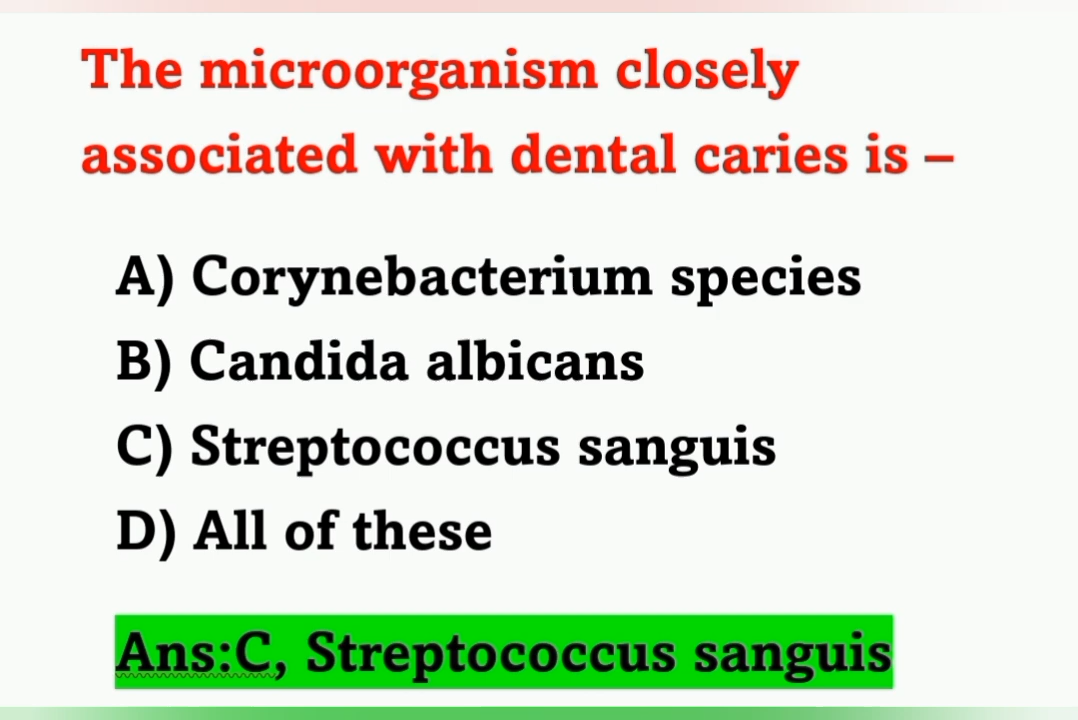 The microorganism closely
associated with dental caries is –
A) Corynebacterium species
B) Candida albicans
C) Streptococcus sanguis
D) All of these
Ans:C, Streptococcus sanguis